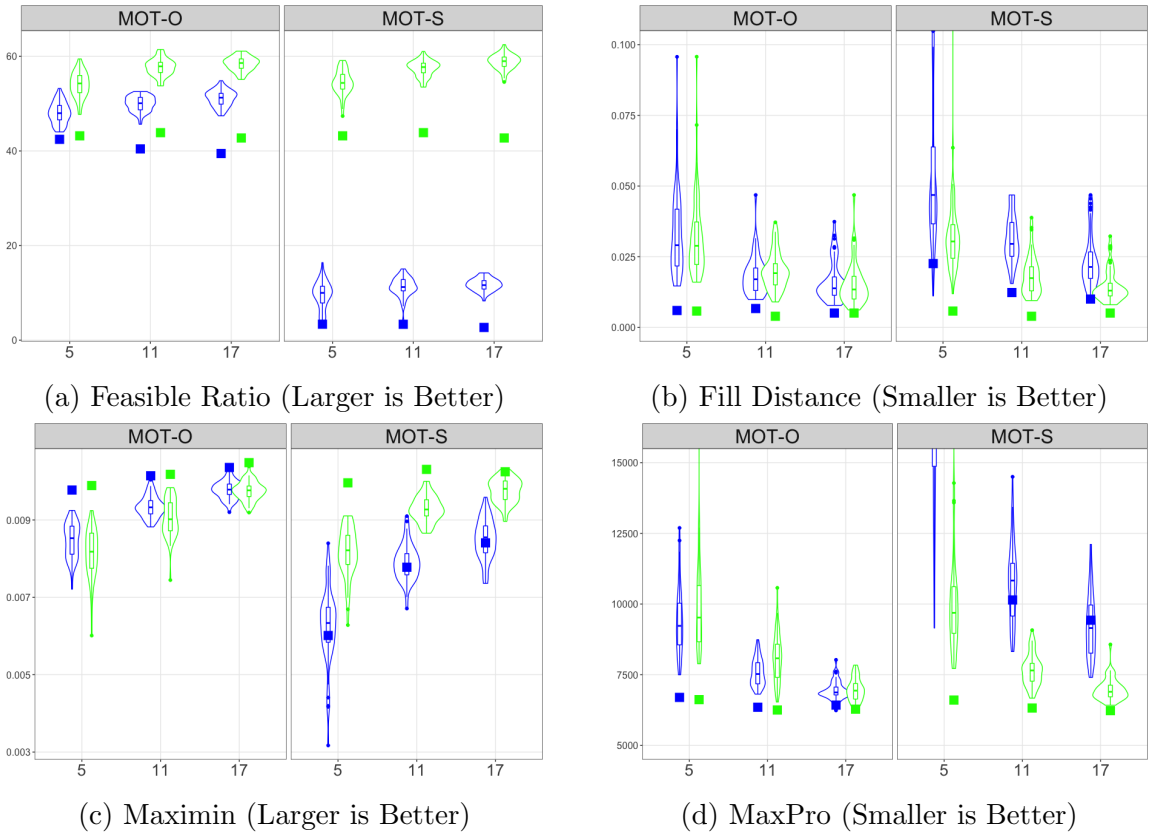 MOT-O MOT-S
60
40
20
0
5 11 17 5 11 17
(a) Feasible Ratio (Larger is Better)
MOT-O MOT-S
0.100
0.075
0.050
0.025
0.000
5 11 17 5 11 17
(b) Fill Distance (Smaller is Better)
MOT-O MOT-S
0.009
0.007
0.005
0.003
5 11 17 5 11 17
(c) Maximin (Larger is Better)
MOT-O MOT-S
15000
12500
10000
7500
5000
5 11 17 5 11 17
(d) MaxPro (Smaller is Better)